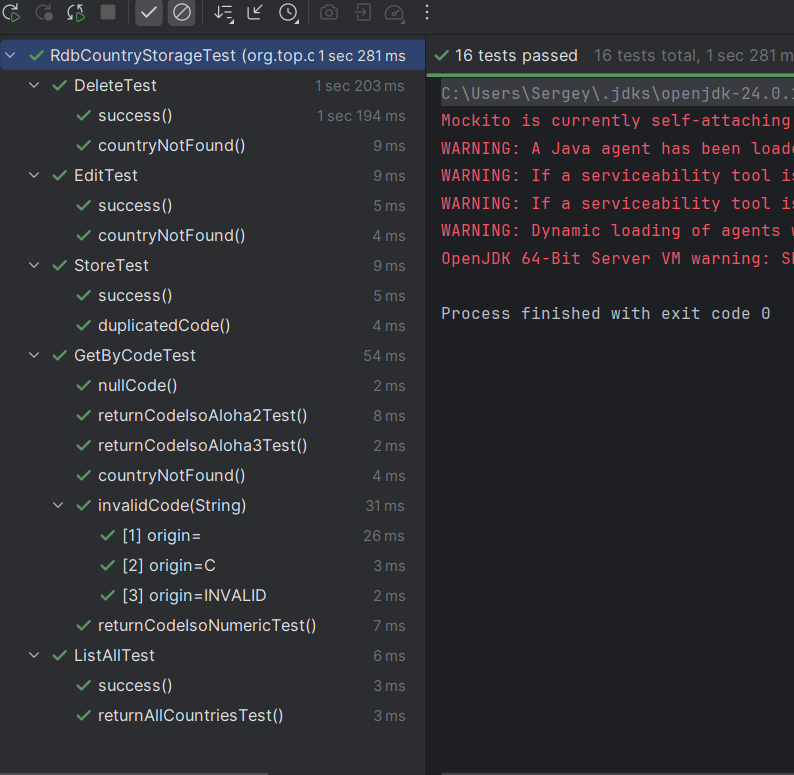 RdbCountryStorageTest (org.top.c 1 sec 281 ms
DeleteTest 1 sec 203 ms
success() 1 sec 194 ms
countryNotFound() 9 ms
EditTest 9 ms
success() 5 ms
countryNotFound() 4 ms
StoreTest 9 ms
success() 5 ms
duplicatedCode() 4 ms
GetByCodeTest 54 ms
nullCode() 2 ms
returnCodeIsoAloha2Test() 8 ms
returnCodeIsoAloha3Test() 2 ms
countryNotFound() 4 ms
invalidCode(String) 31 ms
[1] origin= 26 ms
[2] origin=C 3 ms
[3] origin=INVALID 2 ms
returnCodeIsoNumericTest() 7 ms
ListAllTest 6 ms
success() 3 ms
returnAllCountriesTest() 3 ms
16 tests passed 16 tests total, 1 sec 281 m
C:\Users\Sergey\.jdks\openjdk-24.0.
Mockito is currently self-attaching
WARNING: A Java agent has been load
WARNING: If a serviceability tool is
WARNING: If a serviceability tool is
WARNING: Dynamic loading of agents w
OpenJDK 64-Bit Server VM warning: S
Process finished with exit code 0